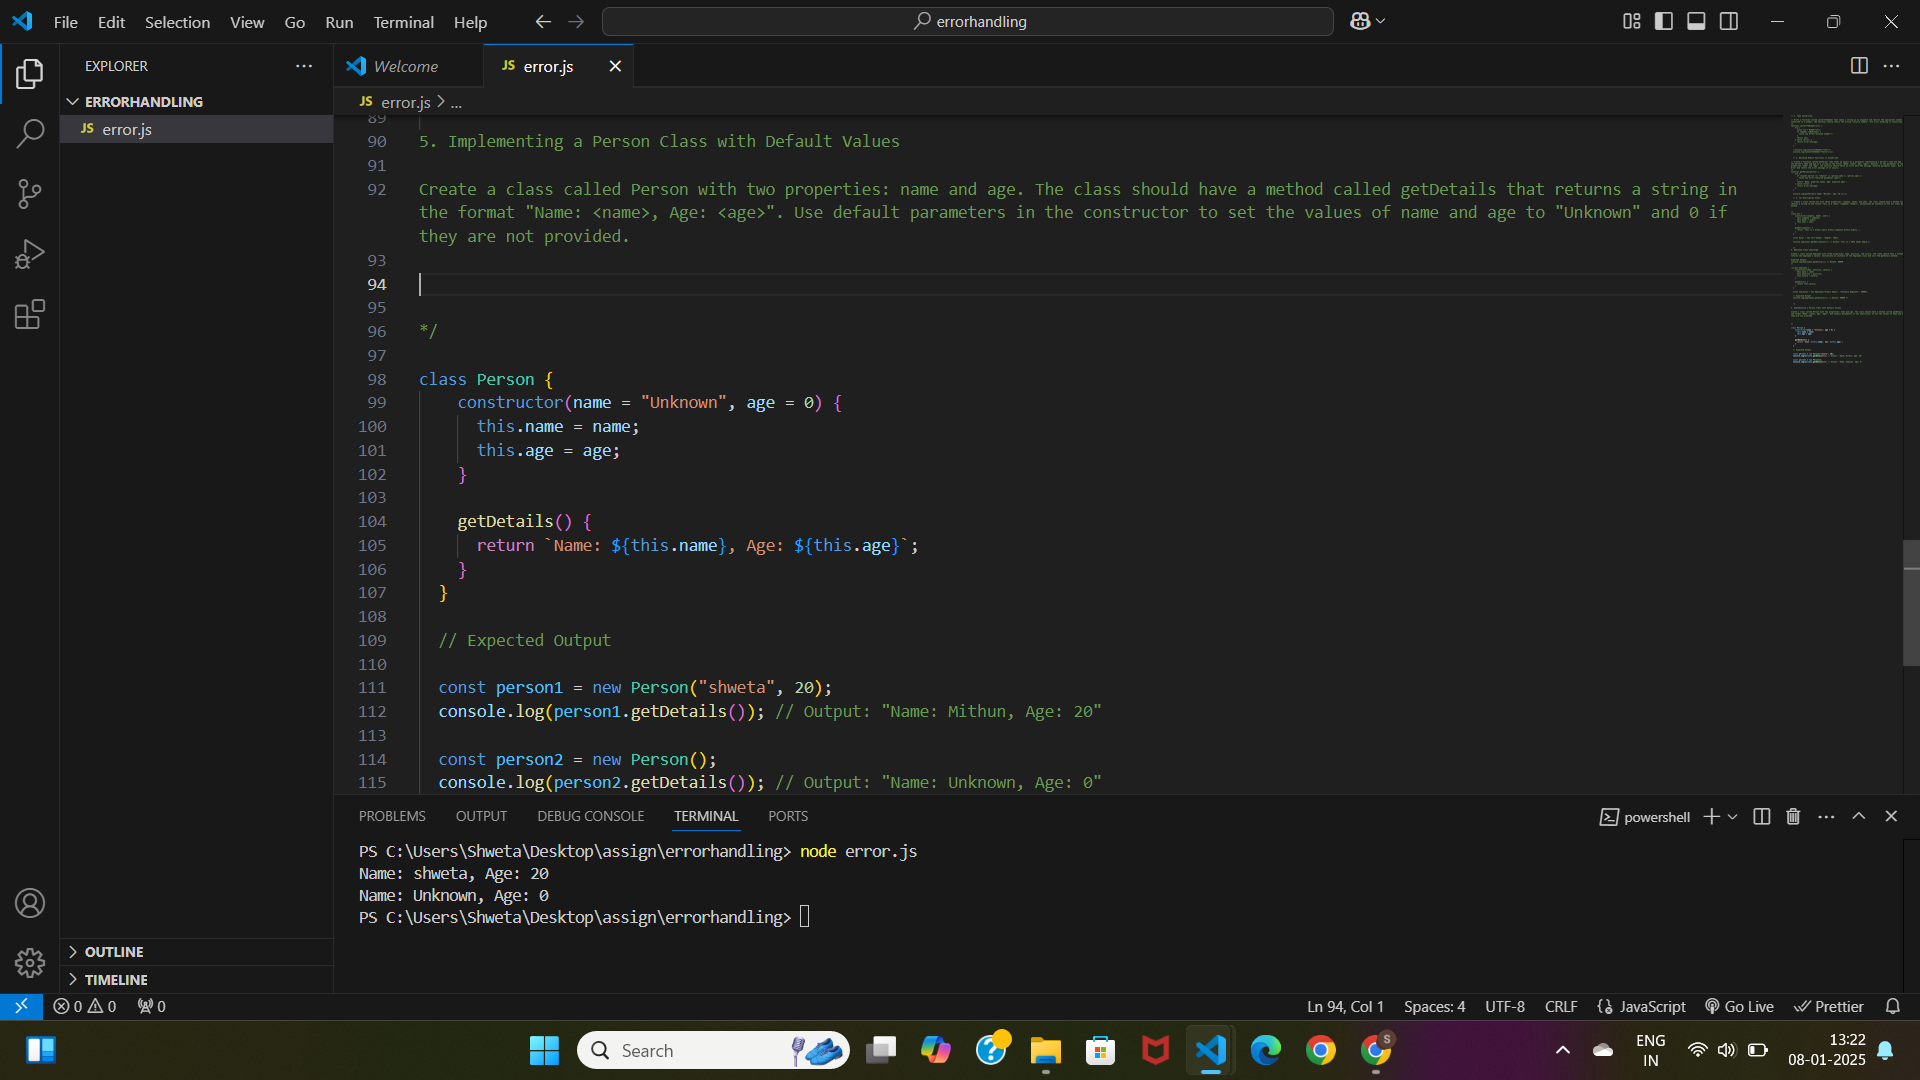 File Edit Selection View Go Run Terminal Help
errorhandling
EXPLORER
ERRORHANDLING
JS error.js
OUTLINE
TIMELINE
Welcome
JS error.js
JS error.js > ...
89
90 5. Implementing a Person Class with Default Values
91
92 Create a class called Person with two properties: name and age. The class should have a method called getDetails that returns a string in
the format "Name: <name>, Age: <age>". Use default parameters in the constructor to set the values of name and age to "Unknown" and 0 if
they are not provided.
93
94
95
96 */
97
98 class Person {
99 constructor(name = "Unknown", age = 0) {
100 this.name = name;
101 this.age = age;
102 }
103
104 getDetails() {
105 return `Name: ${this.name}, Age: ${this.age}`;
106 }
107 }
108
109 // Expected Output
110
111 const person1 = new Person("shweta", 20);
112 console.log(person1.getDetails()); // Output: "Name: Mithun, Age: 20"
113
114 const person2 = new Person();
115 console.log(person2.getDetails()); // Output: "Name: Unknown, Age: 0"
PROBLEMS OUTPUT DEBUG CONSOLE TERMINAL PORTS
powershell
PS C:\Users\Shweta\Desktop\assign\errorhandling> node error.js
Name: shweta, Age: 20
Name: Unknown, Age: 0
PS C:\Users\Shweta\Desktop\assign\errorhandling>
0 0 0
Ln 94, Col 1 Spaces: 4 UTF-8 CRLF {} JavaScript Go Live Prettier
Search
S
ENG
IN
13:22
08-01-2025